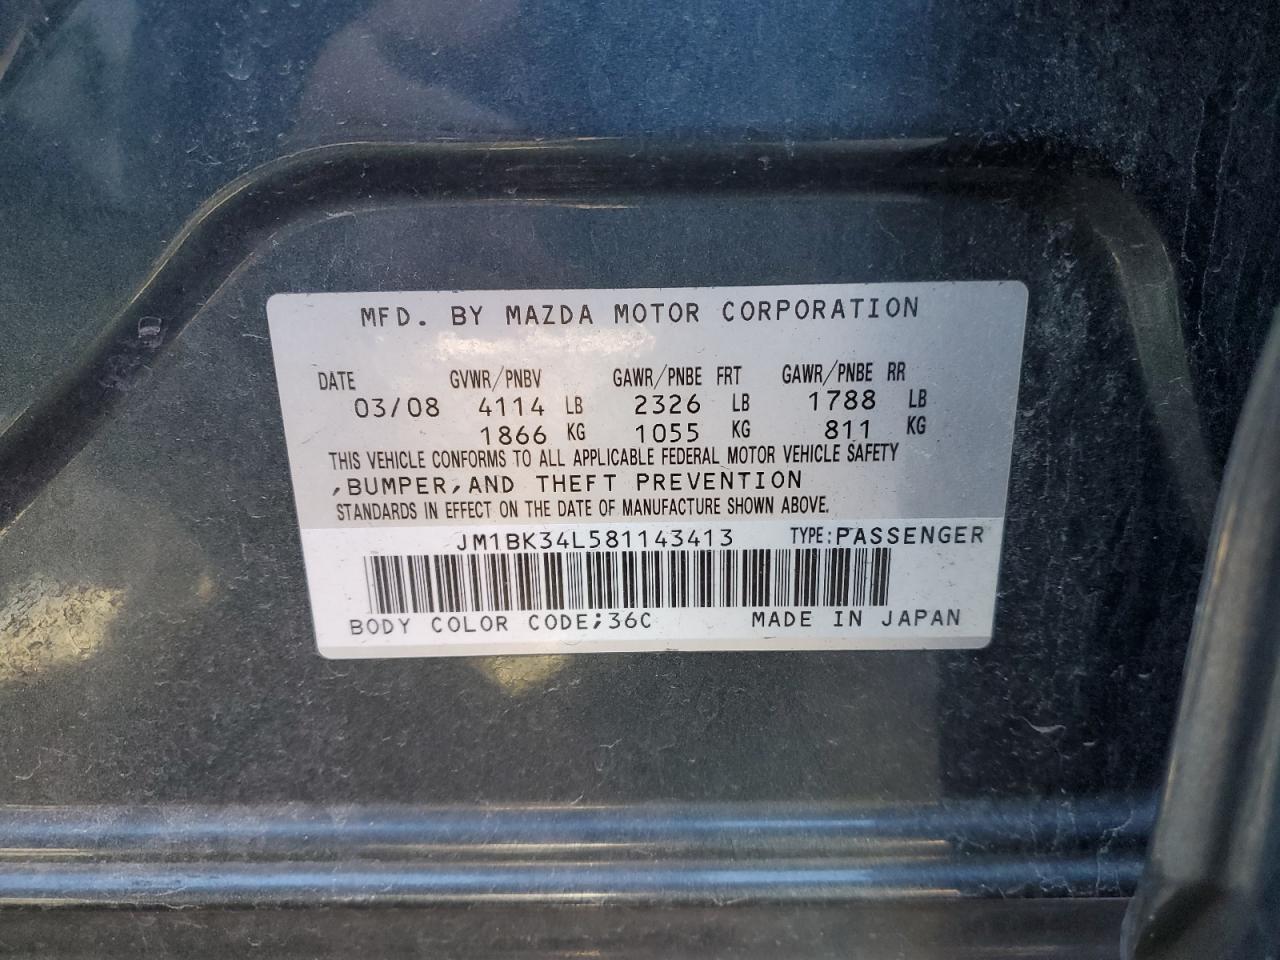 MFD. BY MAZDA MOTOR CORPORATION
DATE GVWR/PNBV GAWR/PNBE FRT GAWR/PNBE RR
03/08 4114 LB 2326 LB 1788 LB
1866 KG 1055 KG 811 KG
THIS VEHICLE CONFORMS TO ALL APPLICABLE FEDERAL MOTOR VEHICLE SAFETY
,BUMPER,AND THEFT PREVENTION
STANDARDS IN EFFECT ON THE DATE OF MANUFACTURE SHOWN ABOVE.
JM1BK34L581143413 TYPE:PASSENGER
BODY COLOR CODE;36C MADE IN JAPAN